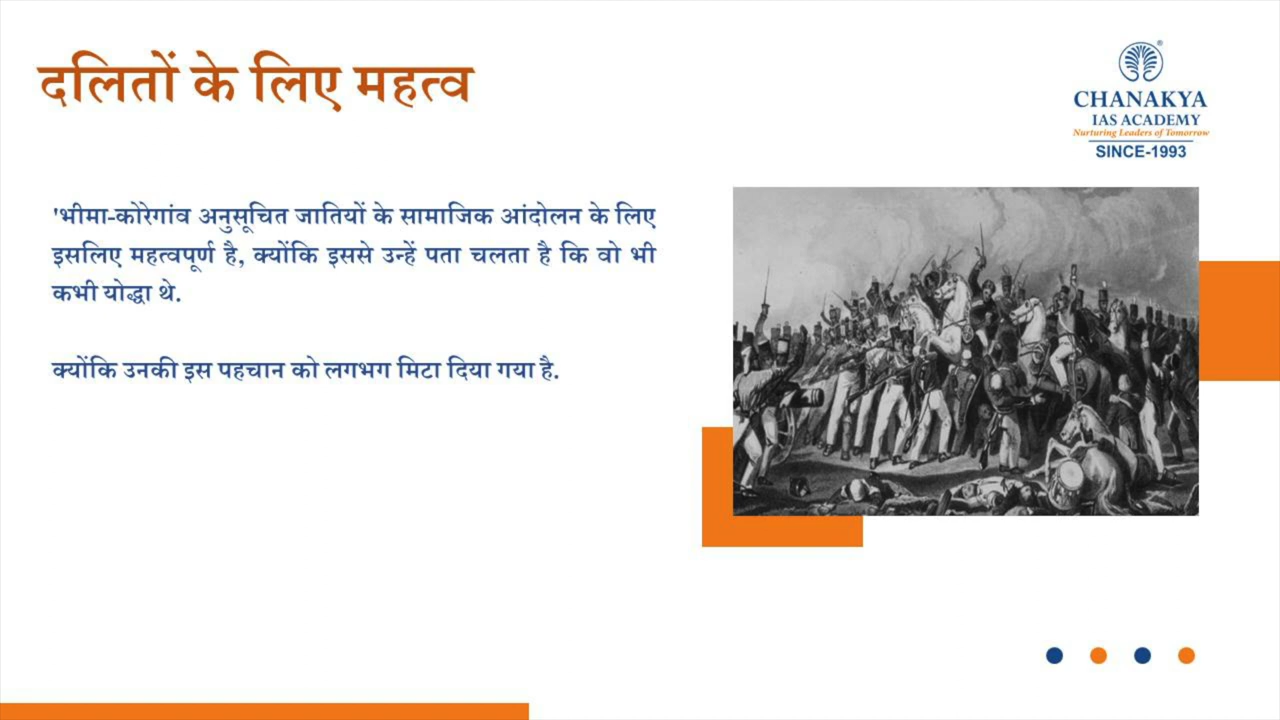 दलितों के लिए महत्व
CHANAKYA
IAS ACADEMY
Nurturing Leaders of Tomorrow
SINCE-1993
'भीमा-कोरेगांव अनुसूचित जातियों के सामाजिक आंदोलन के लिए
इसलिए महत्वपूर्ण है, क्योंकि इससे उन्हें पता चलता है कि वो भी
कभी योद्धा थे.
क्योंकि उनकी इस पहचान को लगभग मिटा दिया गया है.